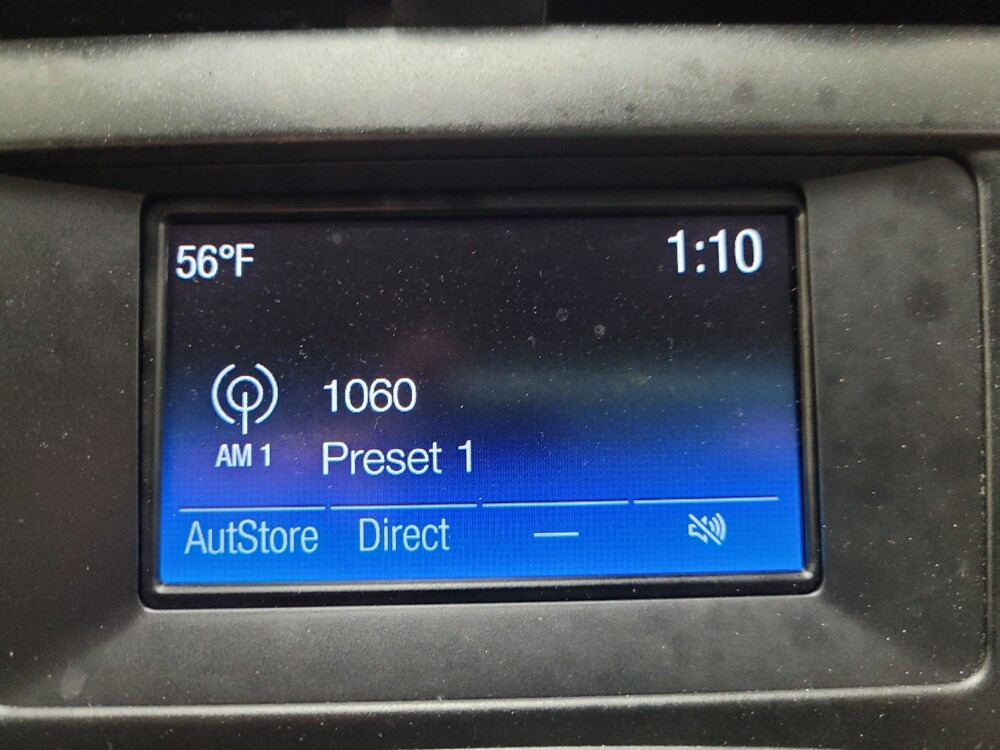 56°F 1:10
1060
AM 1 Preset 1
AutStore Direct —